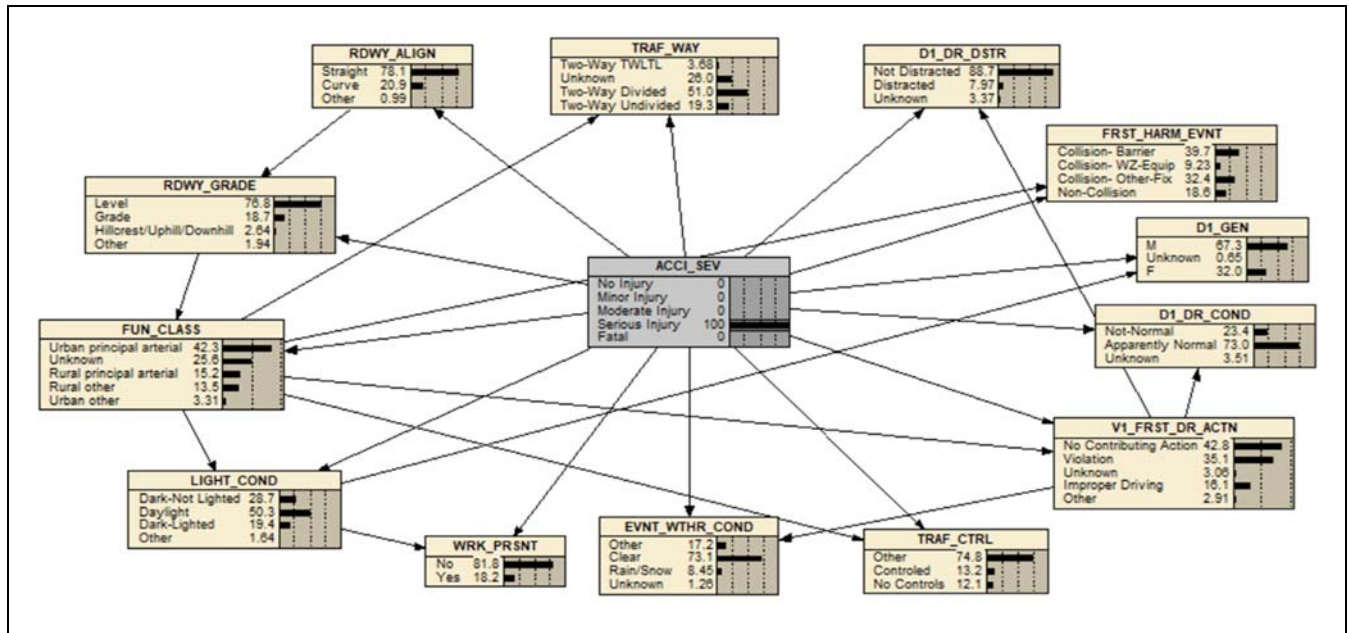 RDWY_ALIGN
Straight 78.1
Curve 20.9
Other 0.99
TRAF_WAY
Two-Way TWLTL 3.68
Unknown 26.0
Two-Way Divided 51.0
Two-Way Undivided 19.3
D1_DR_DSTR
Not Distracted 88.7
Distracted 7.97
Unknown 3.37
FRST_HARM_EVNT
Collision- Barrier 39.7
Collision- WZ-Equip 9.23
Collision- Other-Fix 32.4
Non-Collision 18.6
RDWY_GRADE
Level 76.8
Grade 18.7
Hillcrest/Uphill/Downhill 2.64
Other 1.94
D1_GEN
M 67.3
Unknown 0.65
F 32.0
ACCI_SEV
No Injury 0
Minor Injury 0
Moderate Injury 0
Serious Injury 100
Fatal 0
D1_DR_COND
Not-Normal 23.4
Apparently Normal 73.0
Unknown 3.51
FUN_CLASS
Urban principal arterial 42.3
Unknown 25.6
Rural principal arterial 15.2
Rural other 13.5
Urban other 3.31
V1_FRST_DR_ACTN
No Contributing Action 42.8
Violation 35.1
Unknown 3.06
Improper Driving 16.1
Other 2.91
LIGHT_COND
Dark-Not Lighted 28.7
Daylight 50.3
Dark-Lighted 19.4
Other 1.64
WRK_PRSNT
No 81.8
Yes 18.2
EVNT_WTHR_COND
Other 17.2
Clear 73.1
Rain/Snow 8.45
Unknown 1.26
TRAF_CTRL
Other 74.8
Controled 13.2
No Controls 12.1